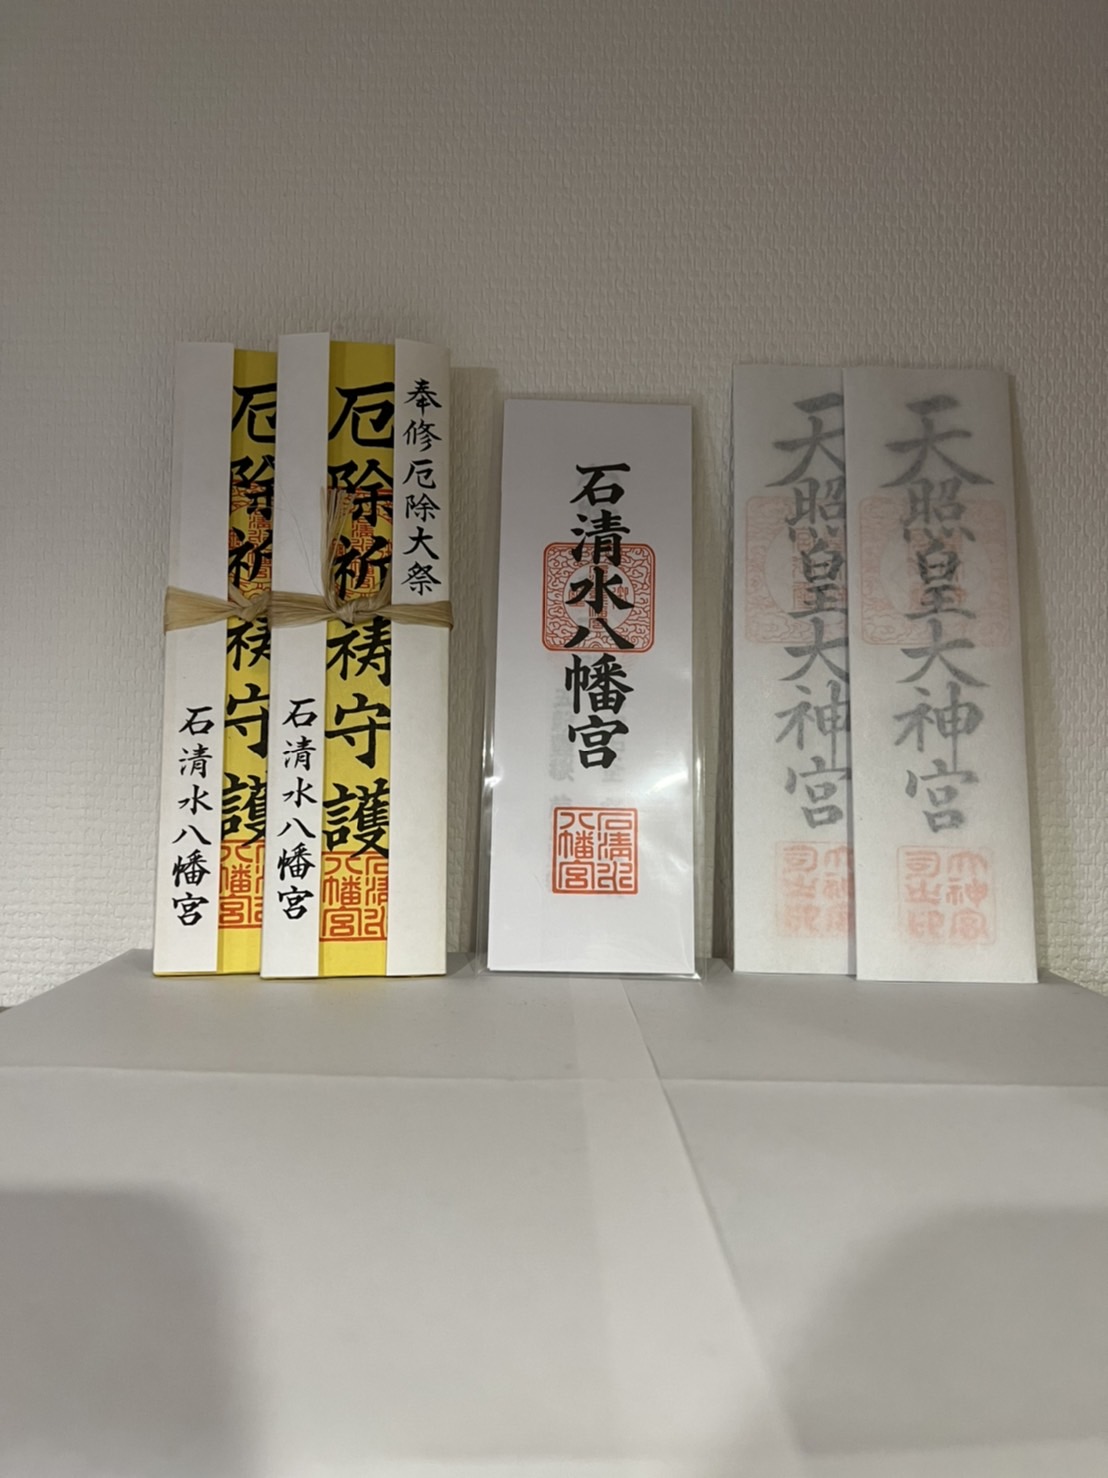 厄除祈祷守護
石清水八幡宮
奉修厄除大祭
厄除祈祷守護
石清水八幡宮
石清水八幡宮
石清水
八幡宮
天照皇大神宮
天照皇大神宮